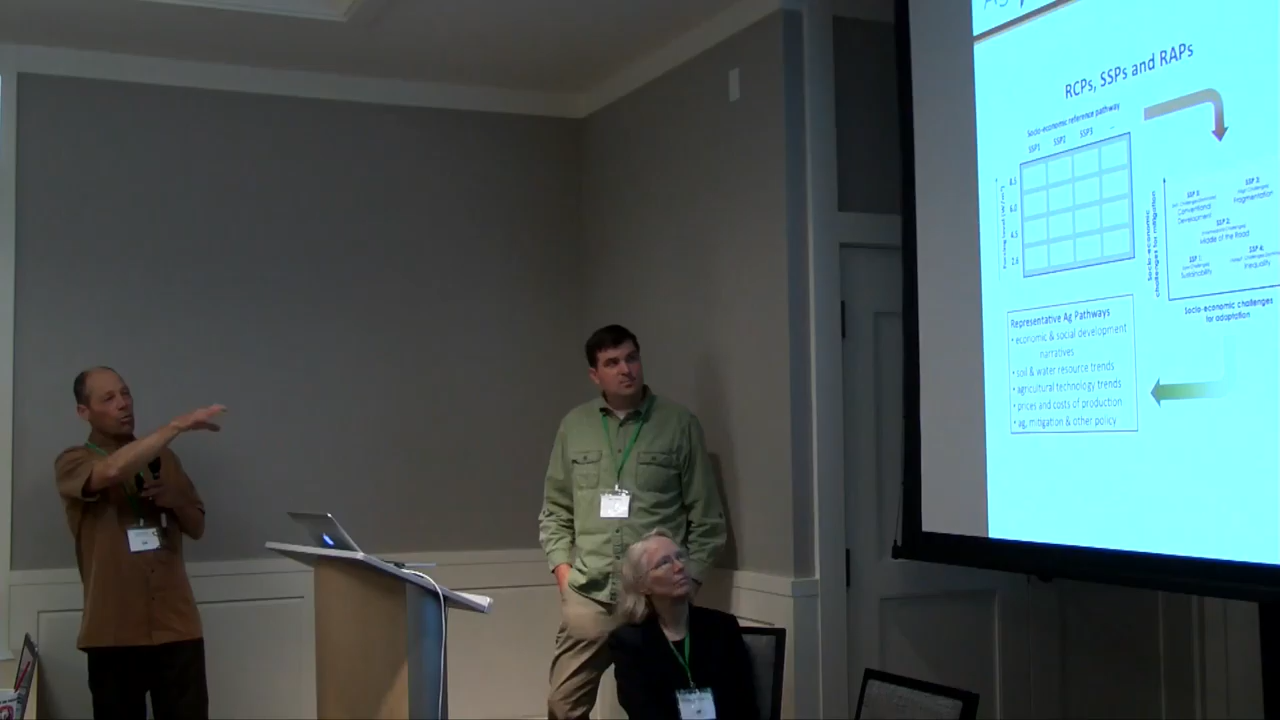 RCPs, SSPs and RAPs
Socio-economic reference pathway
SSP1 SSP2 SSP3 ...
8.5
6.0
4.5
2.6
Forcing level (W/m²)
Socio-economic
challenges for mitigation
SSP 5:
Conventional
Development
SSP 3:
Fragmentation
SSP 2:
Middle of the Road
SSP 1:
Sustainability
SSP 4:
Inequality
Socio-economic challenges
for adaptation
Representative Ag Pathways
• economic & social development
narratives
• soil & water resource trends
• agricultural technology trends
• prices and costs of production
• ag, mitigation & other policy